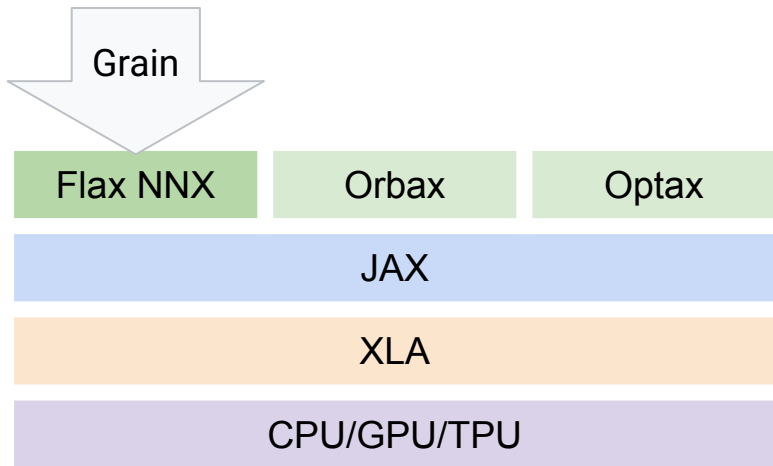 Grain
Flax NNX
Orbax
Optax
JAX
XLA
CPU/GPU/TPU